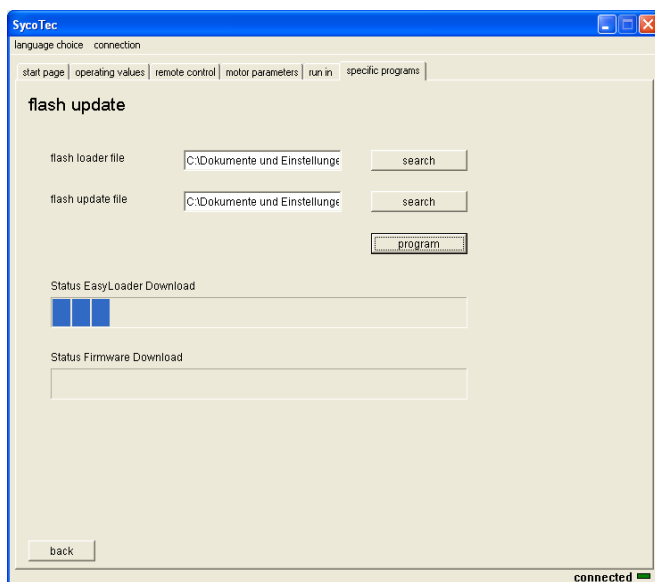 SycoTec
language choice connection
start page operating values remote control motor parameters run in specific programs
flash update
flash loader file C:\Dokumente und Einstellunge search
flash update file C:\Dokumente und Einstellunge search
program
Status EasyLoader Download
Status Firmware Download
back
connected